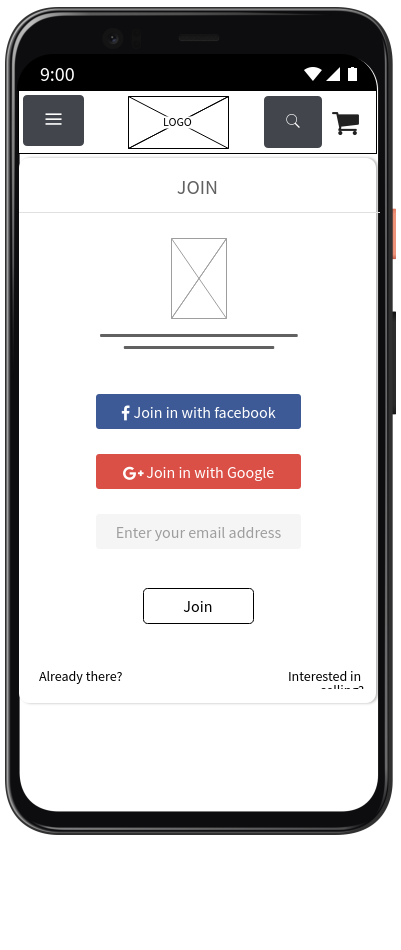 9:00
LOGO
JOIN
Join in with facebook
G+ Join in with Google
Enter your email address
Join
Already there?
Interested in
selling?